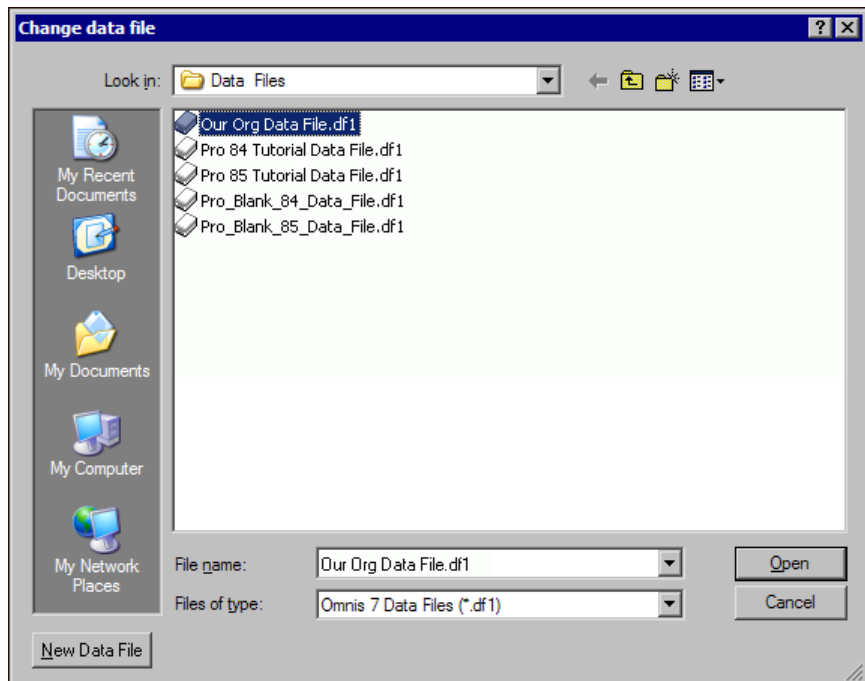 Change data file
Look in: Data Files
My Recent
Documents
Desktop
My Documents
My Computer
My Network
Places
Our Org Data File.df1
Pro 84 Tutorial Data File.df1
Pro 85 Tutorial Data File.df1
Pro_Blank_84_Data_File.df1
Pro_Blank_85_Data_File.df1
File name: Our Org Data File.df1 Open
Files of type: Omnis 7 Data Files (*.df1) Cancel
New Data File